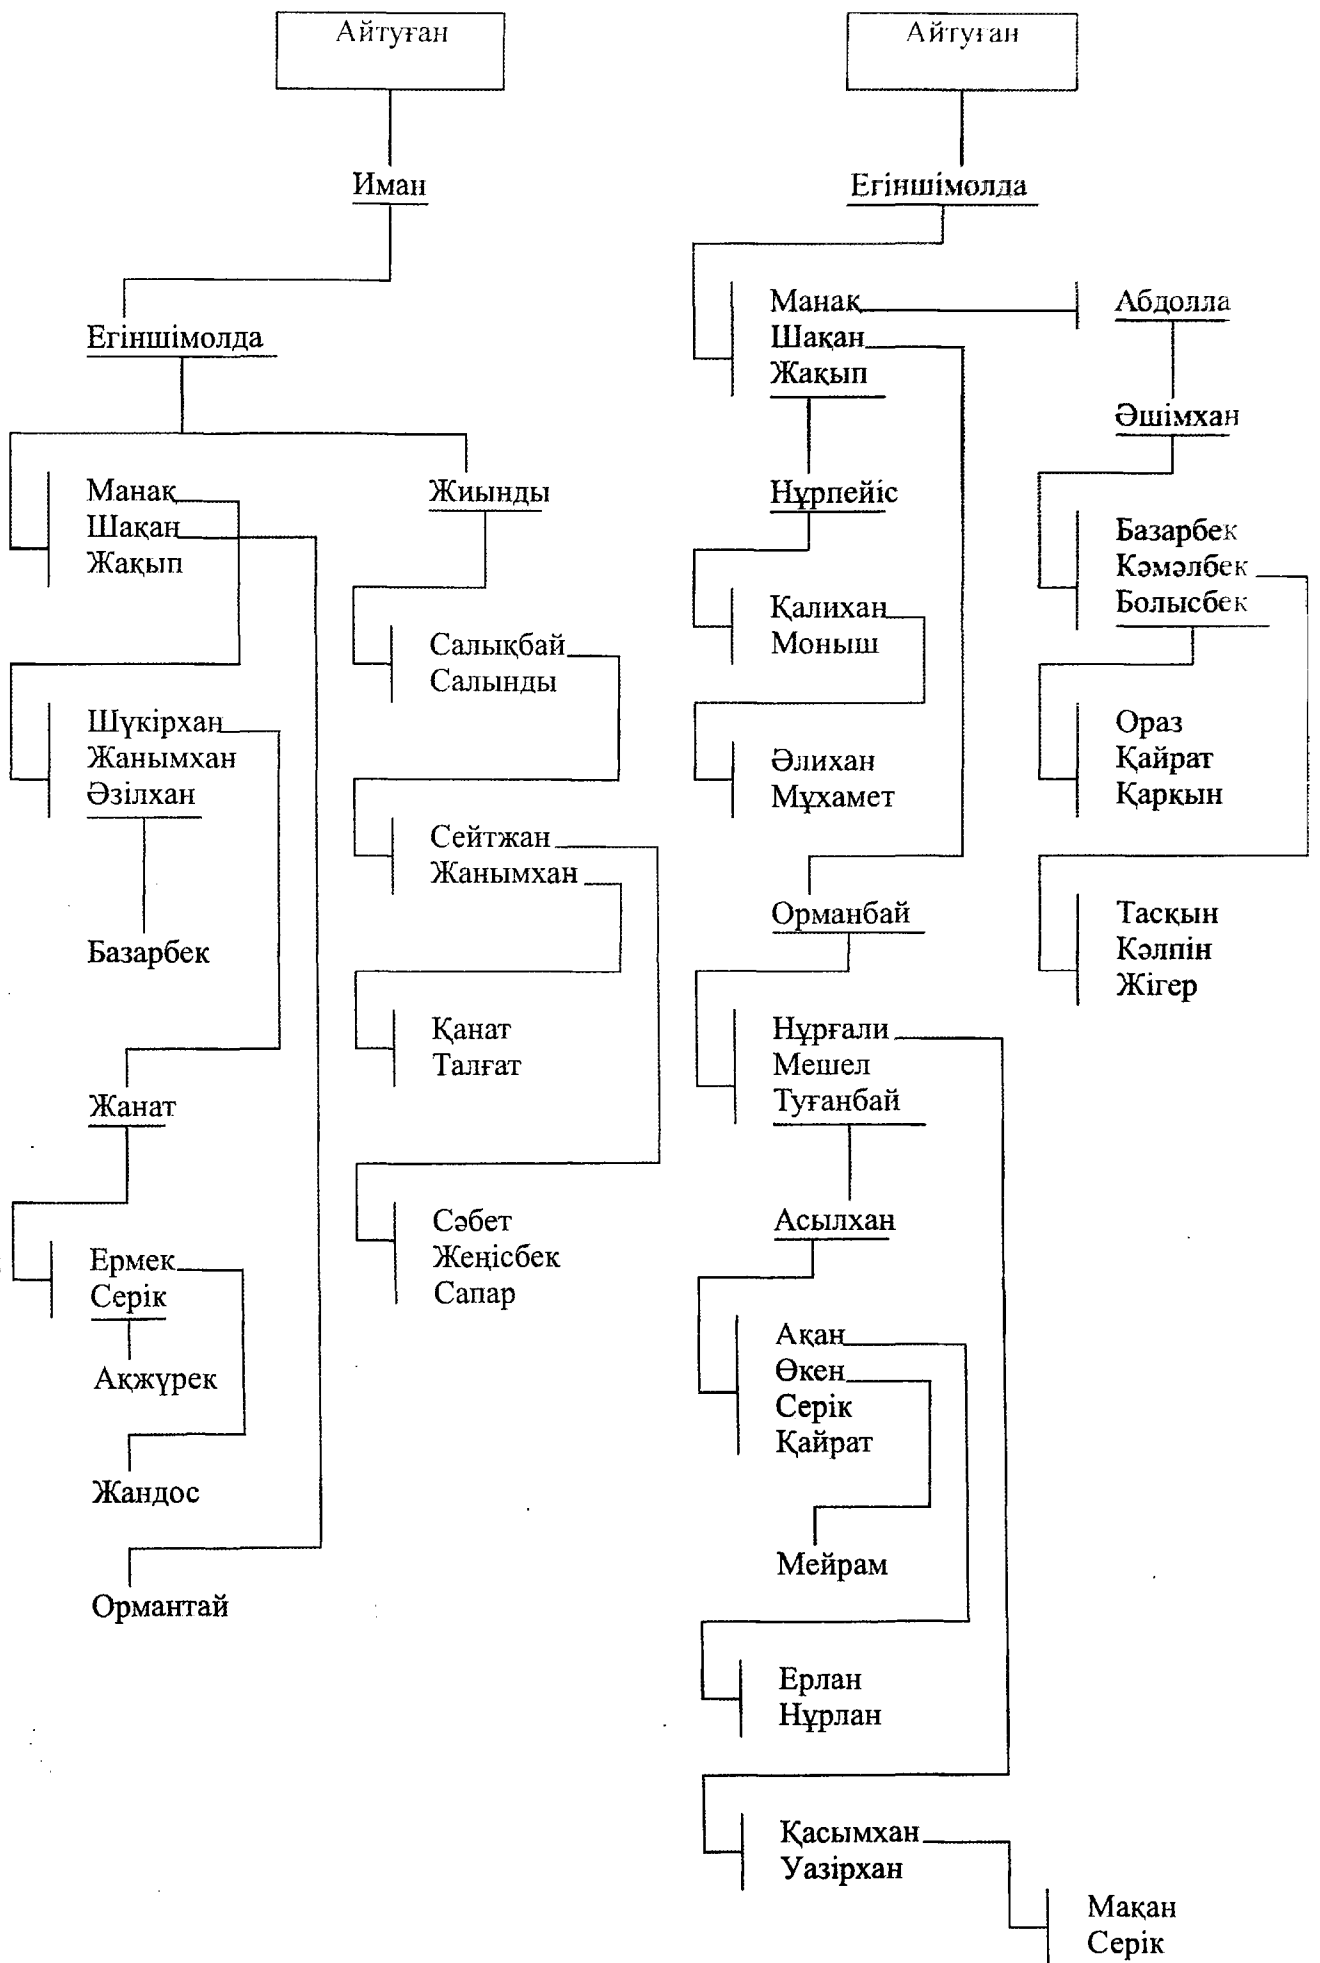 Айтуған
Иман
Егіншімолда
Манақ
Шақан
Жақып
Жиынды
Салықбай
Салынды
Шүкірхан
Жанымхан
Әзілхан
Сейтжан
Жанымхан
Базарбек
Қанат
Талғат
Жанат
Сәбет
Жеңісбек
Сапар
Ермек
Серік
Ақжүрек
Жандос
Ормантай
Айтуған
Егіншімолда
Манақ
Шақан
Жақып
Абдолла
Әшімхан
Нұрпейіс
Базарбек
Кәмәлбек
Болысбек
Қалихан
Моныш
Ораз
Қайрат
Қарқын
Әлихан
Мұхамет
Орманбай
Тасқын
Кәлпін
Жігер
Нұрғали
Мешел
Туғанбай
Асылхан
Ақан
Өкен
Серік
Қайрат
Мейрам
Ерлан
Нұрлан
Қасымхан
Уазірхан
Мақан
Серік